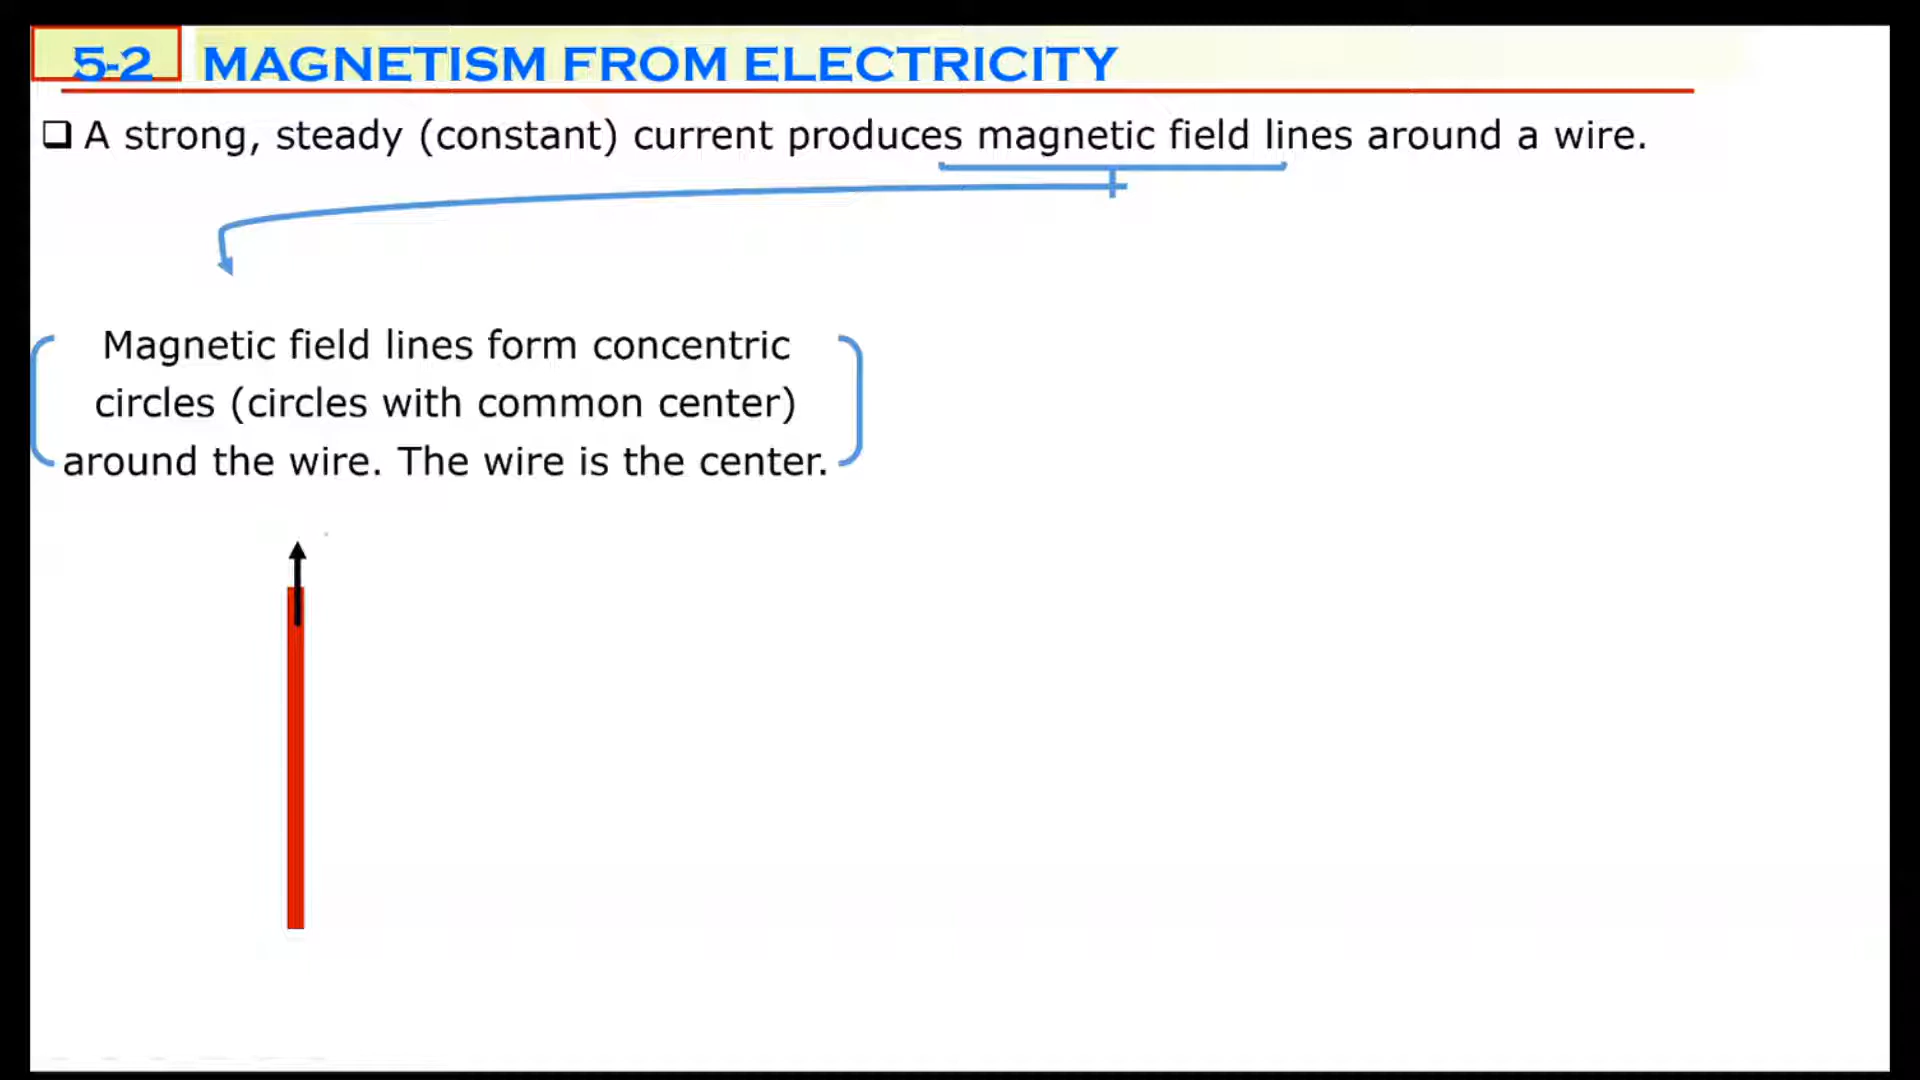 5-2 MAGNETISM FROM ELECTRICITY
❑ A strong, steady (constant) current produces magnetic field lines around a wire.
Magnetic field lines form concentric
circles (circles with common center)
around the wire. The wire is the center.